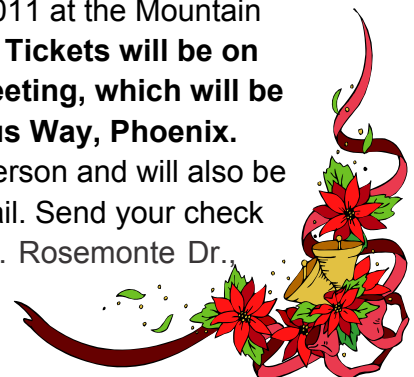 011 at the Mountain
Tickets will be on
eeting, which will be
us Way, Phoenix.
erson and will also be
ail. Send your check
. Rosemonte Dr.,